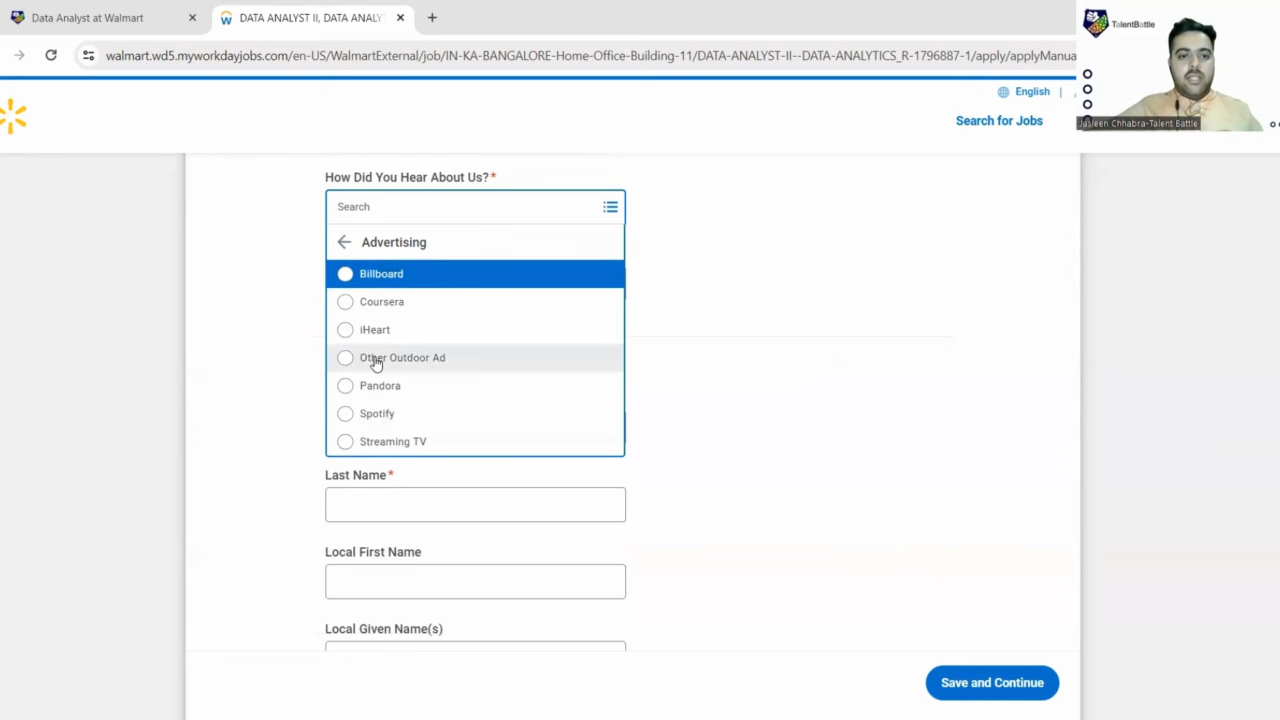 Data Analyst at Walmart
DATA ANALYST II, DATA ANALY
walmart.wd5.myworkdayjobs.com/en-US/WalmartExternal/job/IN-KA-BANGALORE-Home-Office-Building-11/DATA-ANALYST-II--DATA-ANALYTICS_R-1796887-1/apply/applyManua
TalentBattle
Jasleen Chhabra-Talent Battle
English
Search for Jobs
How Did You Hear About Us?*
Search
Advertising
Billboard
Coursera
iHeart
Other Outdoor Ad
Pandora
Spotify
Streaming TV
Last Name*
Local First Name
Local Given Name(s)
Save and Continue